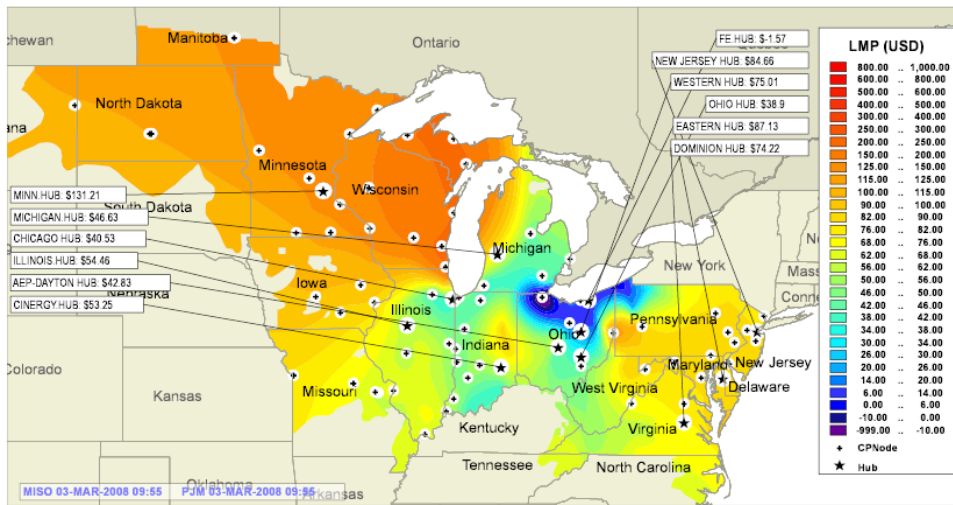 Manitoba
Ontario
Quebec
chewan
North Dakota
Minnesota
Wisconsin
South Dakota
Michigan
New York
Iowa
Nebraska
Illinois
Indiana
Ohio
Pennsylvania
Maryland
New Jersey
Delaware
West Virginia
Virginia
Colorado
Kansas
Missouri
Kentucky
Tennessee
North Carolina
Oklahoma
Arkansas
ana
Mass
Conne
FE HUB: $-1.57
NEW JERSEY HUB: $84.66
WESTERN HUB: $75.01
OHIO HUB: $38.9
EASTERN HUB: $87.13
DOMINION HUB: $74.22
MINN.HUB: $131.21
MICHIGAN.HUB: $46.63
CHICAGO HUB: $40.53
ILLINOIS.HUB: $54.46
AEP-DAYTON HUB: $42.83
CINERGY.HUB: $53.25
LMP (USD)
800.00 .. 1,000.00
600.00 .. 800.00
500.00 .. 600.00
400.00 .. 500.00
300.00 .. 400.00
250.00 .. 300.00
200.00 .. 250.00
150.00 .. 200.00
125.00 .. 150.00
115.00 .. 125.00
100.00 .. 115.00
90.00 .. 100.00
82.00 .. 90.00
76.00 .. 82.00
68.00 .. 76.00
62.00 .. 68.00
56.00 .. 62.00
50.00 .. 56.00
46.00 .. 50.00
42.00 .. 46.00
38.00 .. 42.00
34.00 .. 38.00
30.00 .. 34.00
26.00 .. 30.00
20.00 .. 26.00
14.00 .. 20.00
6.00 .. 14.00
0.00 .. 6.00
-10.00 .. 0.00
-999.00 .. -10.00
CPNode
Hub
MISO 03-MAR-2008 09:55 PJM 03-MAR-2008 09:55